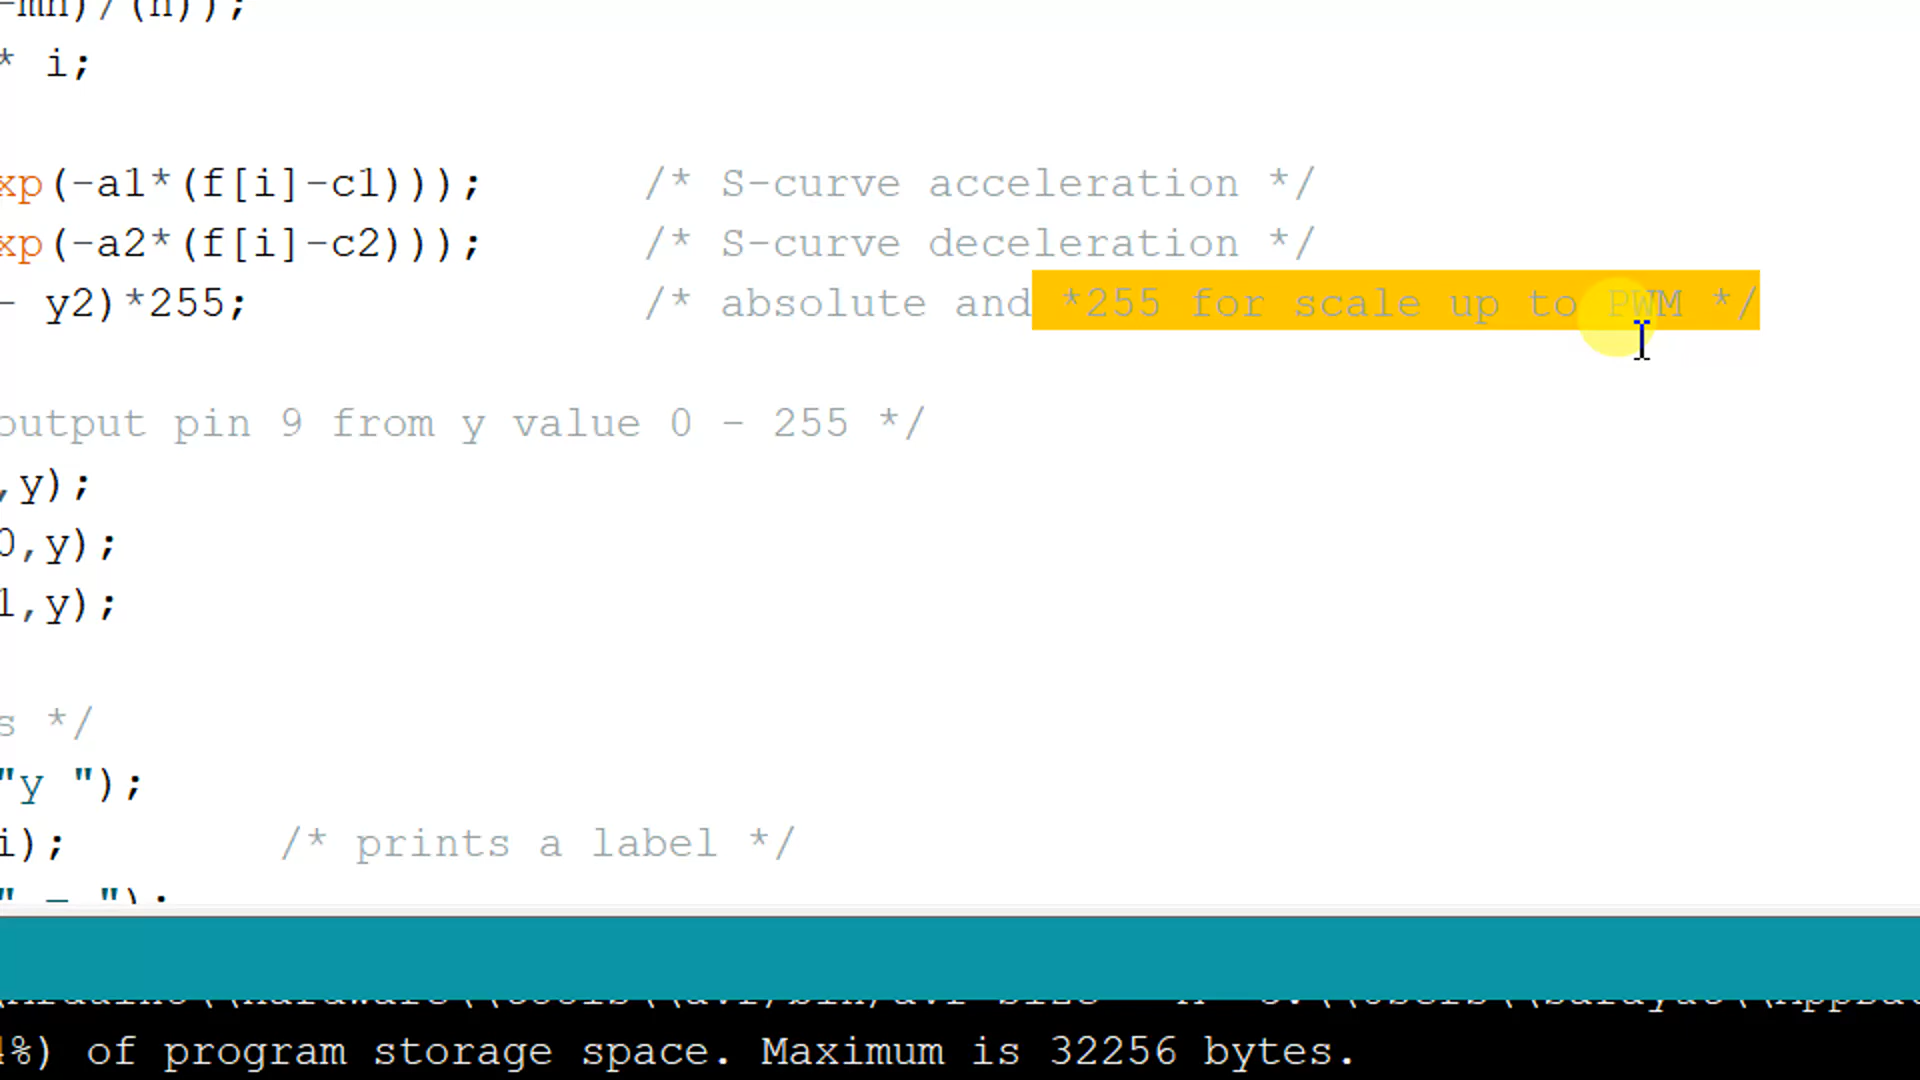 -mn)/(n));
* i;
xp(-a1*(f[i]-c1))); /* S-curve acceleration */
xp(-a2*(f[i]-c2))); /* S-curve deceleration */
- y2)*255; /* absolute and *255 for scale up to PWM */
output pin 9 from y value 0 - 255 */
,y);
0,y);
1,y);
s */
"y ");
i); /* prints a label */
" = ");
%) of program storage space. Maximum is 32256 bytes.